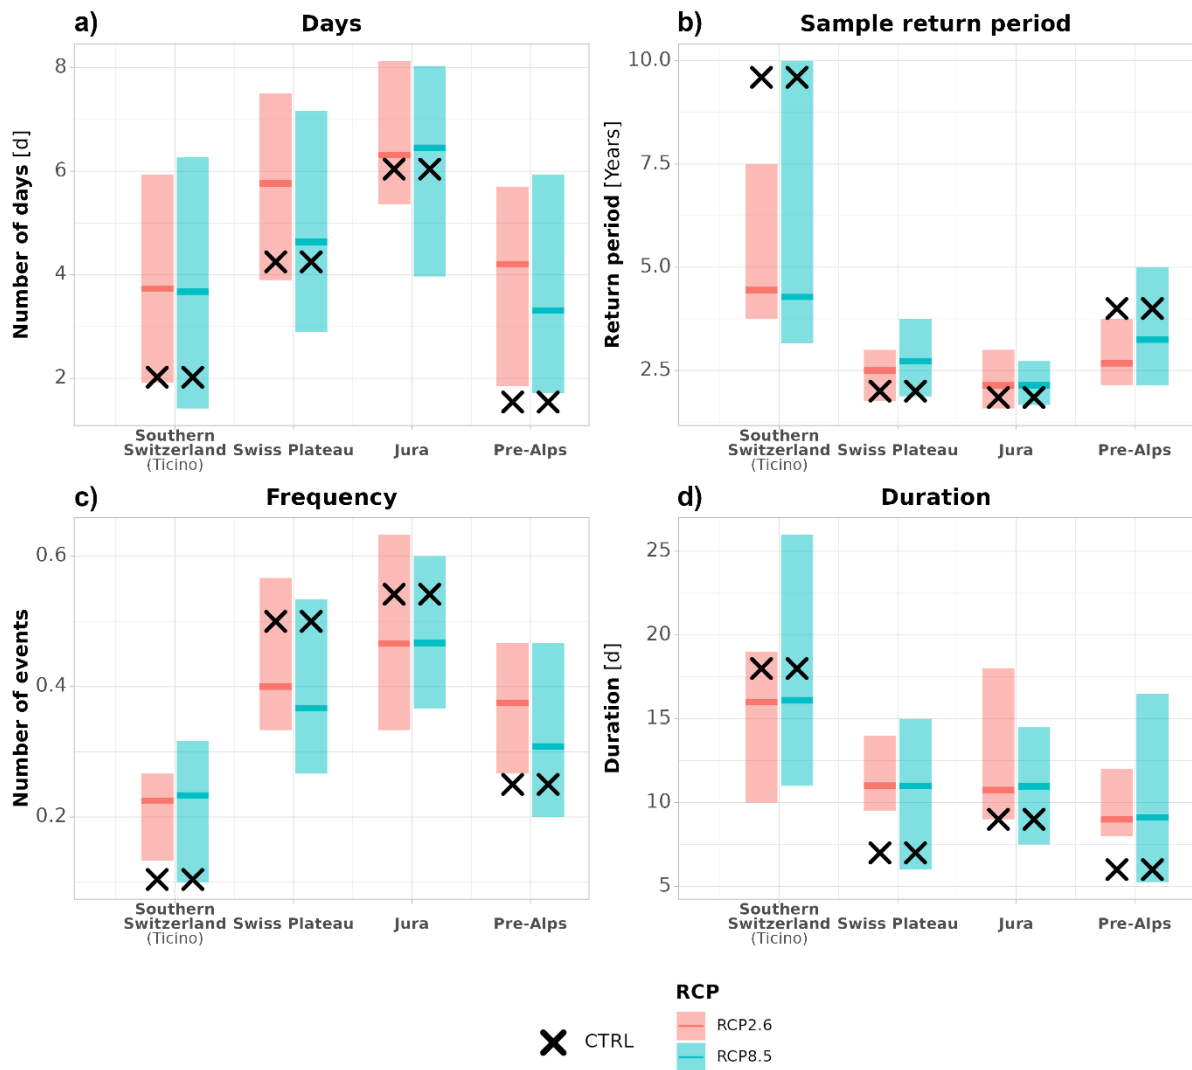 a) Days
Number of days [d]
8
6
4
2
Southern
Switzerland
(Ticino)
Swiss Plateau
Jura
Pre-Alps
b) Sample return period
Return period [Years]
10.0
7.5
5.0
2.5
Southern
Switzerland
(Ticino)
Swiss Plateau
Jura
Pre-Alps
c) Frequency
Number of events
0.6
0.4
0.2
Southern
Switzerland
(Ticino)
Swiss Plateau
Jura
Pre-Alps
d) Duration
Duration [d]
25
20
15
10
5
Southern
Switzerland
(Ticino)
Swiss Plateau
Jura
Pre-Alps
CTRL
RCP
RCP2.6
RCP8.5